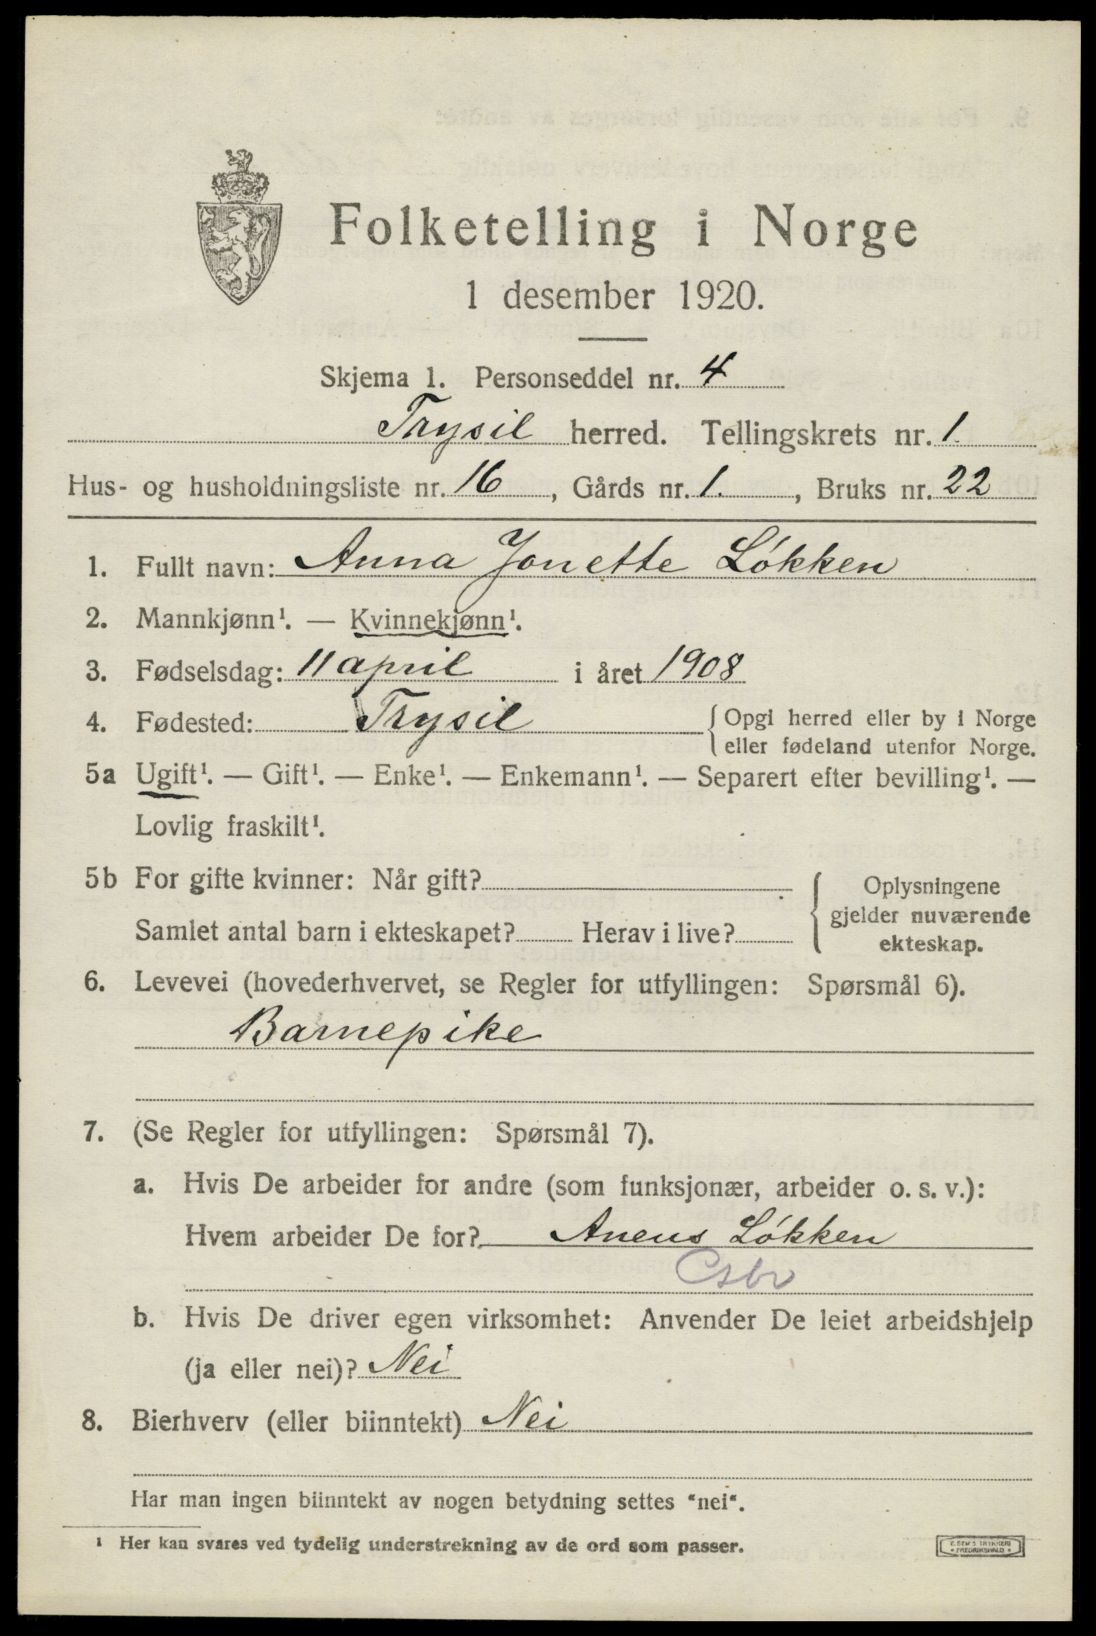 Folketelling i Norge
1 desember 1920.
Skjema 1. Personseddel nr. 4
Trysil herred. Tellingskrets nr. 1.
Hus- og husholdningsliste nr. 16, Gårds nr. 1., Bruks nr. 22
1. Fullt navn: Anna Jonette Løkken
2. Mannkjønn¹. — Kvinnekjønn¹.
3. Fødselsdag: 11 april i året 1908
4. Fødested: Trysil { Opgi herred eller by i Norge
eller fødeland utenfor Norge.
5a Ugift¹. — Gift¹. — Enke¹. — Enkemann¹. — Separert efter bevilling¹. —
Lovlig fraskilt¹.
5b For gifte kvinner: Når gift? { Oplysningene
gjelder nuværende
Samlet antal barn i ekteskapet? Herav i live? ekteskap.
6. Levevei (hovederhvervet, se Regler for utfyllingen: Spørsmål 6).
Barnepike
7. (Se Regler for utfyllingen: Spørsmål 7).
a. Hvis De arbeider for andre (som funksjonær, arbeider o. s. v.):
Hvem arbeider De for? Aneus Løkken
b. Hvis De driver egen virksomhet: Anvender De leiet arbeidshjelp
(ja eller nei)? Nei
8. Bierhverv (eller biinntekt) Nei
Har man ingen biinntekt av nogen betydning settes "nei".
¹ Her kan svares ved tydelig understrekning av de ord som passer.